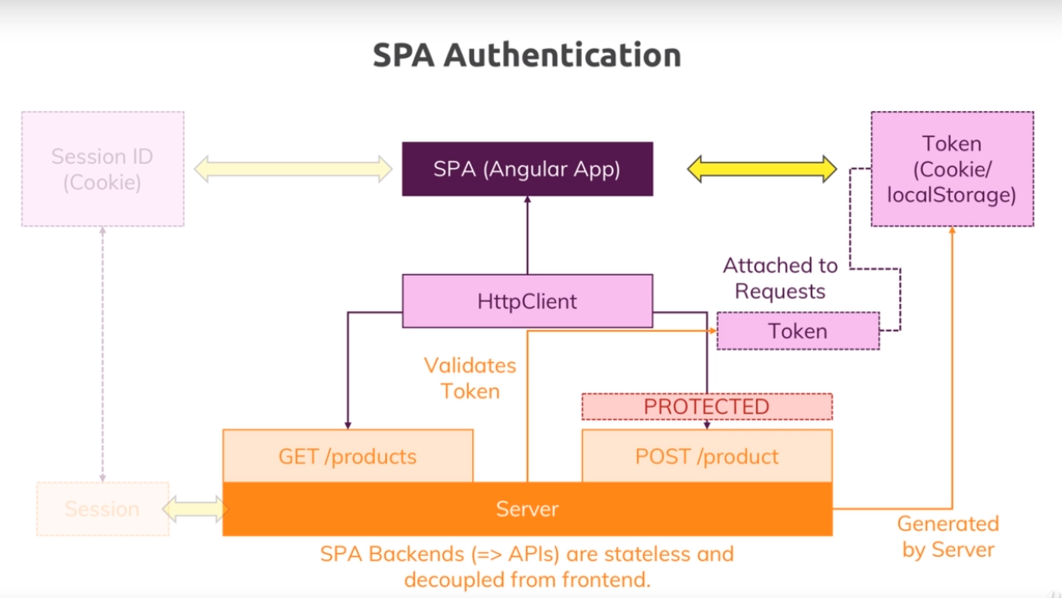 SPA Authentication
Session ID
(Cookie)
SPA (Angular App)
Token
(Cookie/
localStorage)
Attached to
Requests
HttpClient
Token
Validates
Token
PROTECTED
GET /products
POST /product
Session
Server
Generated
by Server
SPA Backends (=> APIs) are stateless and
decoupled from frontend.